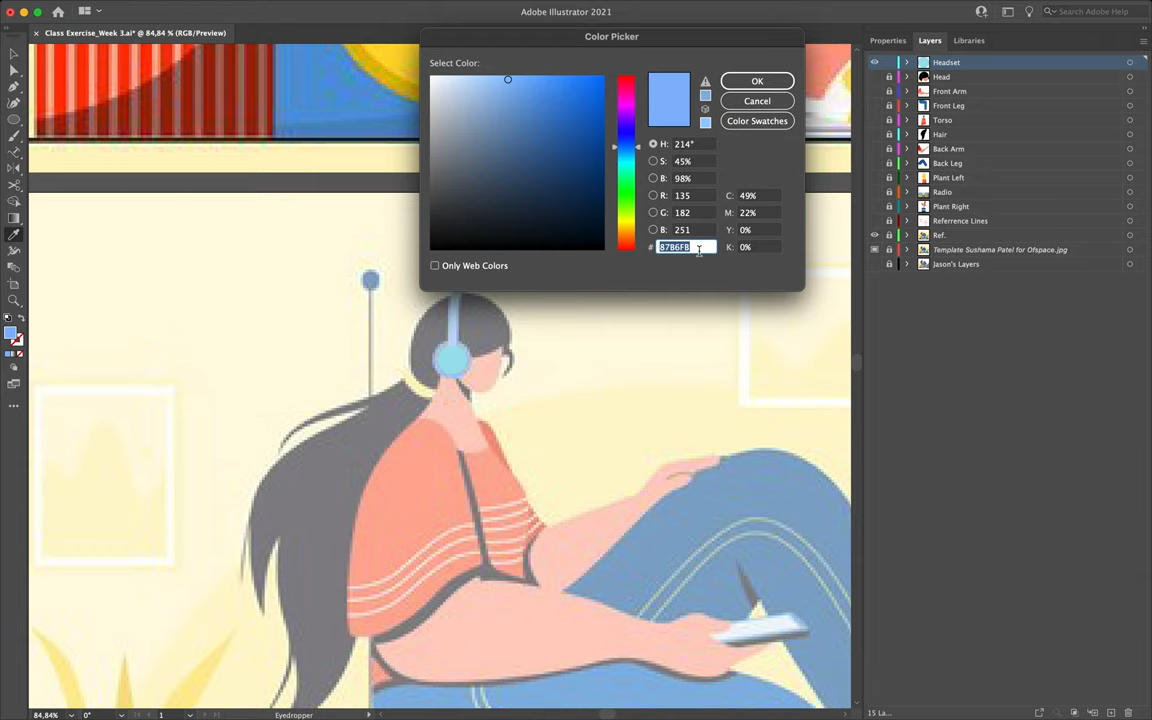 Adobe Illustrator 2021
Search Adobe Help
Class Exercise_Week 3.ai* @ 84,84 % (RGB/Preview)
Color Picker
Select Color:
OK
Cancel
Color Swatches
H: 214°
S: 45%
B: 98%
R: 135
C: 49%
G: 182
M: 22%
B: 251
Y: 0%
# 87B6FB
K: 0%
Only Web Colors
Properties
Layers
Libraries
Headset
Head
Front Arm
Front Leg
Torso
Hair
Back Arm
Back Leg
Plant Left
Radio
Plant Right
Referrence Lines
Ref.
Template Sushama Patel for Ofspace.jpg
Jason's Layers
84,84%
0°
1
Eyedropper
15 La...